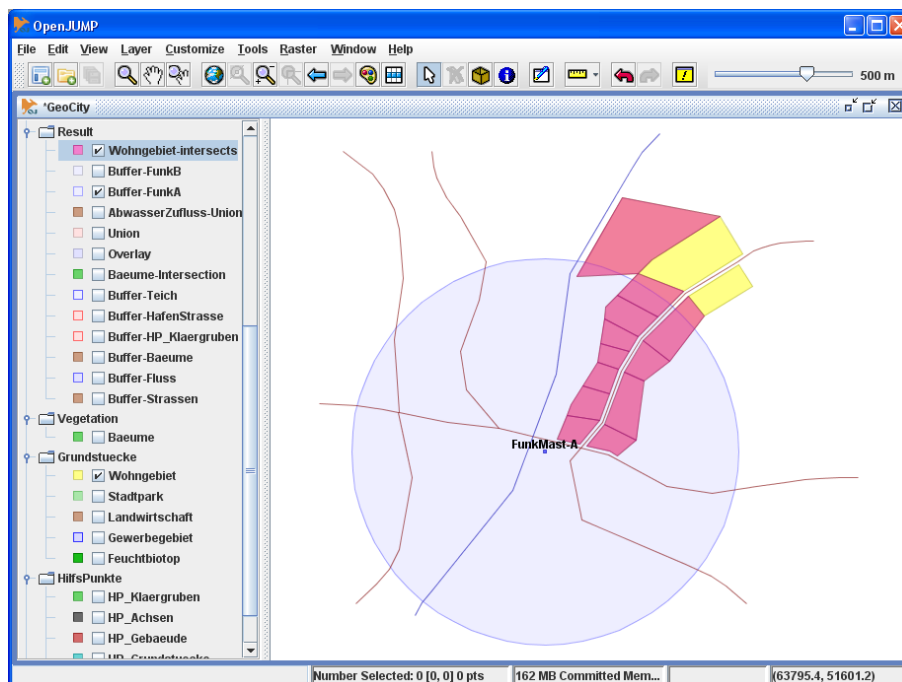 OpenJUMP
File Edit View Layer Customize Tools Raster Window Help
500 m
*GeoCity
Result
Wohngebiet-intersects
Buffer-FunkB
Buffer-FunkA
AbwasserZufluss-Union
Union
Overlay
Baeume-Intersection
Buffer-Teich
Buffer-HafenStrasse
Buffer-HP_Klaergruben
Buffer-Baeume
Buffer-Fluss
Buffer-Strassen
Vegetation
Baeume
Grundstuecke
Wohngebiet
Stadtpark
Landwirtschaft
Gewerbegebiet
Feuchtbiotop
HilfsPunkte
HP_Klaergruben
HP_Achsen
HP_Gebaeude
HP_Grundstuecke
FunkMast-A
Number Selected: 0 [0, 0] 0 pts 162 MB Committed Mem... (63795.4, 51601.2)